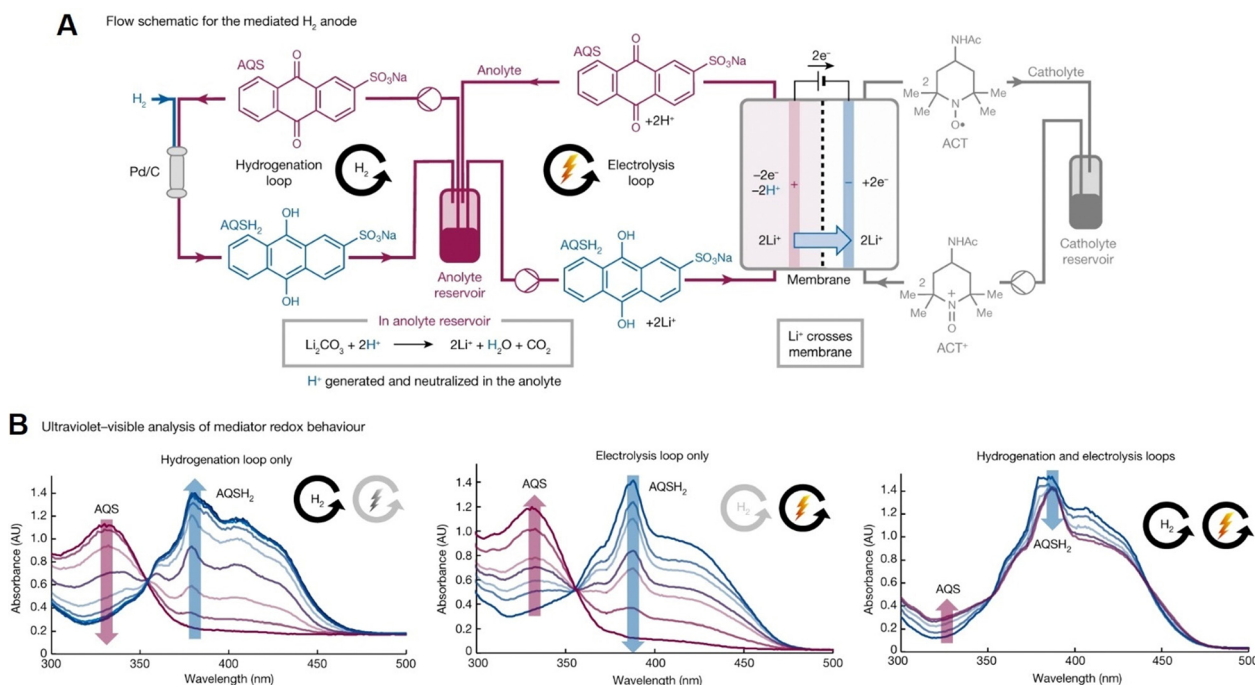 A
Flow schematic for the mediated H₂ anode
AQS
O
O
SO₃Na
H₂
Pd/C
Hydrogenation
loop
H₂
AQSH₂
OH
OH
SO₃Na
Anolyte
Anolyte
reservoir
AQS
O
O
SO₃Na
+2H⁺
Electrolysis
loop
AQSH₂
OH
OH
SO₃Na
+2Li⁺
2e⁻
−2e⁻
−2H⁺
+
−
+2e⁻
2Li⁺
2Li⁺
Membrane
Li⁺ crosses
membrane
NHAc
2
Me
Me
Me
Me
N
O•
ACT
Catholyte
NHAc
2
Me
Me
Me
Me
+
N
O
ACT⁺
Catholyte
reservoir
In anolyte reservoir
Li₂CO₃ + 2H⁺ → 2Li⁺ + H₂O + CO₂
H⁺ generated and neutralized in the anolyte
B
Ultraviolet–visible analysis of mediator redox behaviour
Hydrogenation loop only
AQS
AQSH₂
H₂
Absorbance (AU)
1.4
1.2
1.0
0.8
0.6
0.4
0.2
0
300 350 400 450 500
Wavelength (nm)
Electrolysis loop only
AQS
AQSH₂
H₂
Absorbance (AU)
1.4
1.2
1.0
0.8
0.6
0.4
0.2
0
300 350 400 450 500
Wavelength (nm)
Hydrogenation and electrolysis loops
AQS
AQSH₂
H₂
Absorbance (AU)
1.4
1.2
1.0
0.8
0.6
0.4
0.2
0
300 350 400 450 500
Wavelength (nm)